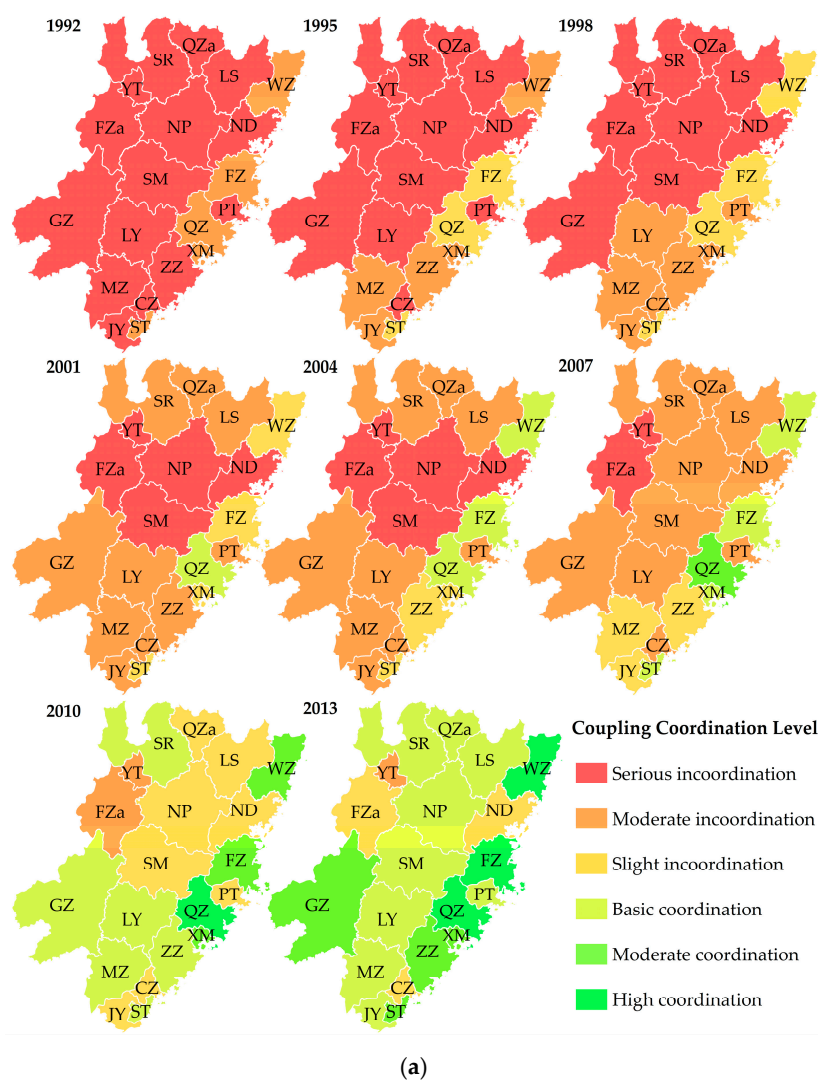 1992
1995
1998
QZa
SR
LS
WZ
YT
FZa
NP
ND
SM
FZ
GZ
PT
QZ
LY
XM
ZZ
MZ
CZ
ST
JY
QZa
SR
LS
WZ
YT
FZa
NP
ND
SM
FZ
GZ
PT
QZ
LY
XM
ZZ
MZ
CZ
ST
JY
QZa
SR
LS
WZ
YT
FZa
NP
ND
SM
FZ
GZ
PT
QZ
LY
XM
ZZ
MZ
CZ
ST
JY
2001
2004
2007
QZa
SR
LS
WZ
YT
FZa
NP
ND
SM
FZ
GZ
PT
QZ
LY
XM
ZZ
MZ
CZ
ST
JY
QZa
SR
LS
WZ
YT
FZa
NP
ND
SM
FZ
GZ
PT
QZ
LY
XM
ZZ
MZ
CZ
ST
JY
QZa
SR
LS
WZ
YT
FZa
NP
ND
SM
FZ
GZ
PT
QZ
LY
XM
ZZ
MZ
CZ
ST
JY
2010
2013
QZa
SR
LS
WZ
YT
FZa
NP
ND
SM
FZ
GZ
PT
QZ
LY
XM
ZZ
MZ
CZ
ST
JY
QZa
SR
LS
WZ
YT
FZa
NP
ND
SM
FZ
GZ
PT
QZ
LY
XM
ZZ
MZ
CZ
ST
JY
Coupling Coordination Level
Serious incoordination
Moderate incoordination
Slight incoordination
Basic coordination
Moderate coordination
High coordination
(a)